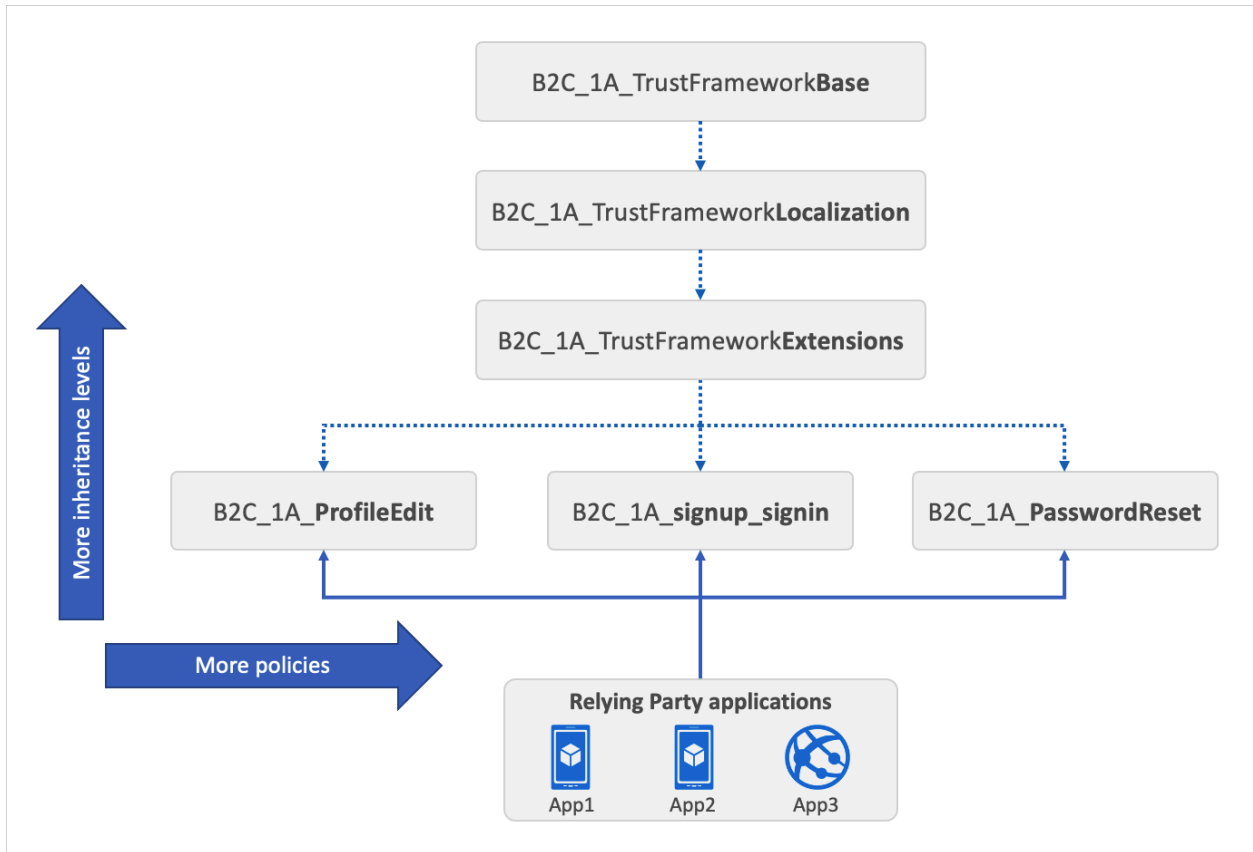 B2C_1A_TrustFrameworkBase
B2C_1A_TrustFrameworkLocalization
B2C_1A_TrustFrameworkExtensions
More inheritance levels
B2C_1A_ProfileEdit
B2C_1A_signup_signin
B2C_1A_PasswordReset
More policies
Relying Party applications
App1
App2
App3